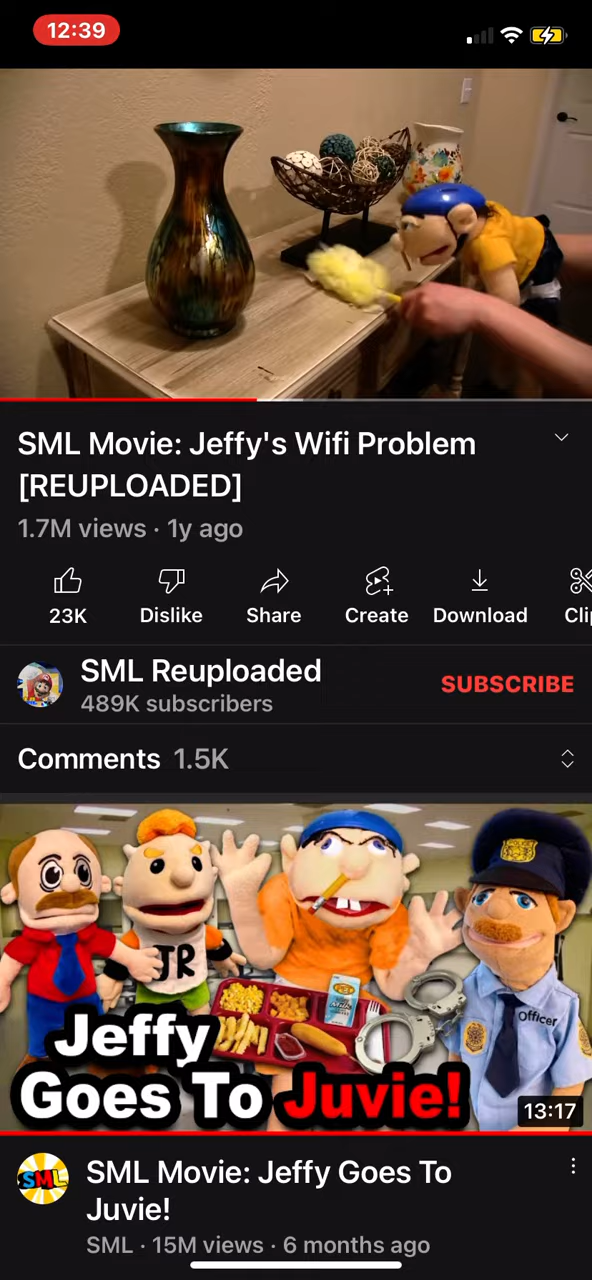 12:39
SML Movie: Jeffy's Wifi Problem
[REUPLOADED]
1.7M views · 1y ago
23K Dislike Share Create Download Clip
SML Reuploaded
489K subscribers
SUBSCRIBE
Comments 1.5K
JR
Officer
Jeffy
Goes To Juvie!
13:17
SML
SML Movie: Jeffy Goes To
Juvie!
SML · 15M views · 6 months ago